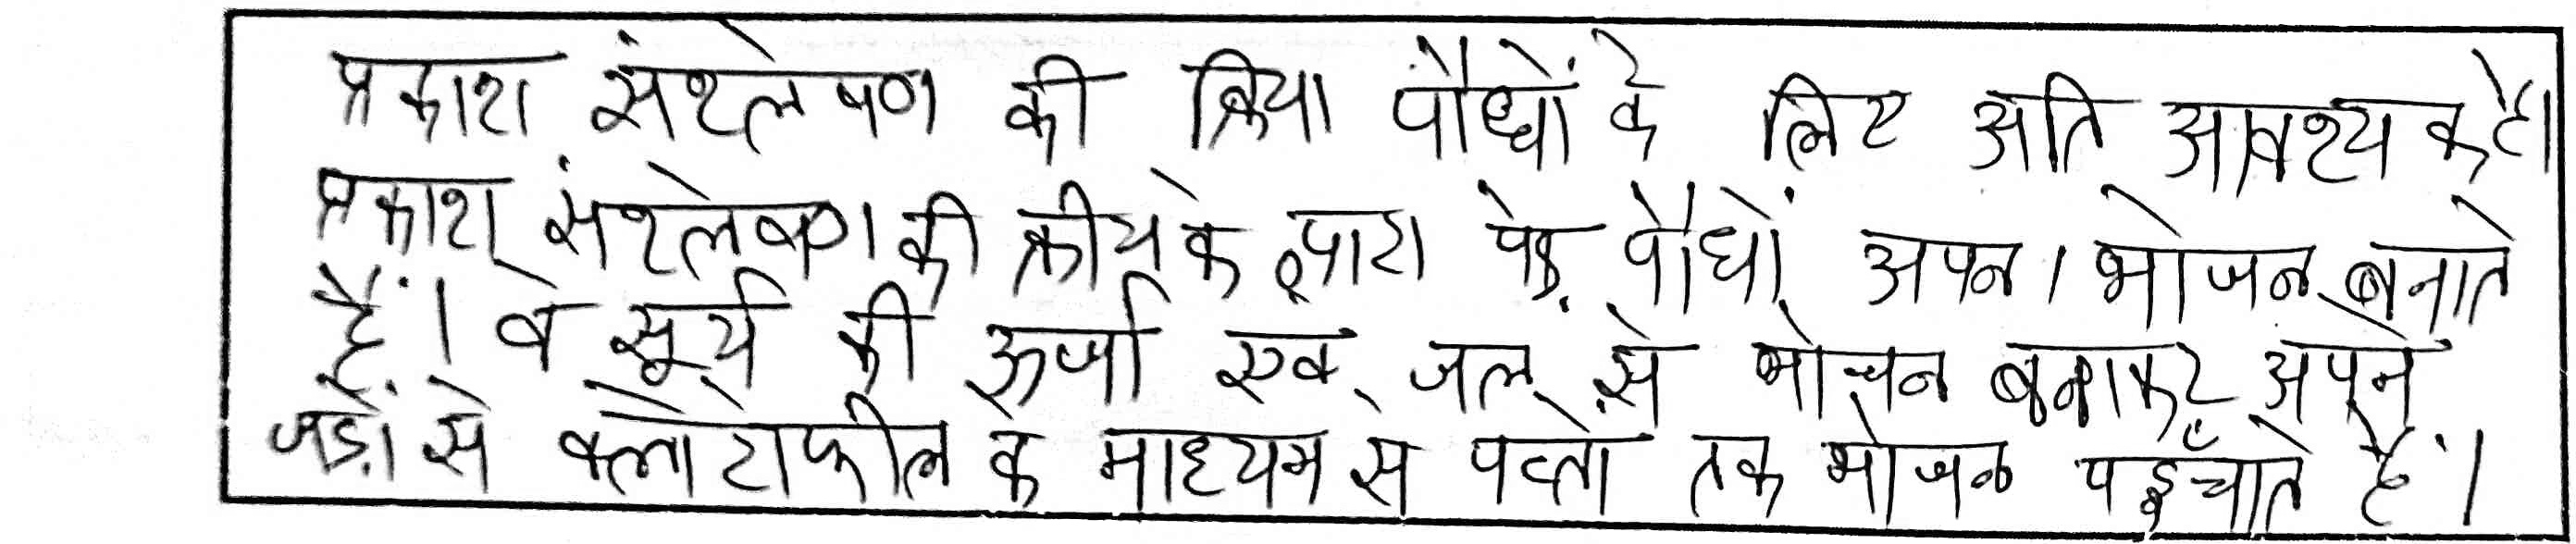 प्रकाश संश्लेषण की क्रिया पौधों के लिए अति आवश्यक है।
प्रकाश संश्लेषण की क्रीय के द्वारा पेड़ पौधों अपना भोजन बनाते
हैं। वे सूर्य की ऊर्जा एव जल से भोजन बनाकर अपने
जड़ों से क्लोरोफील के माध्यम से पत्तो तक भोजन पहुँचाते हैं।